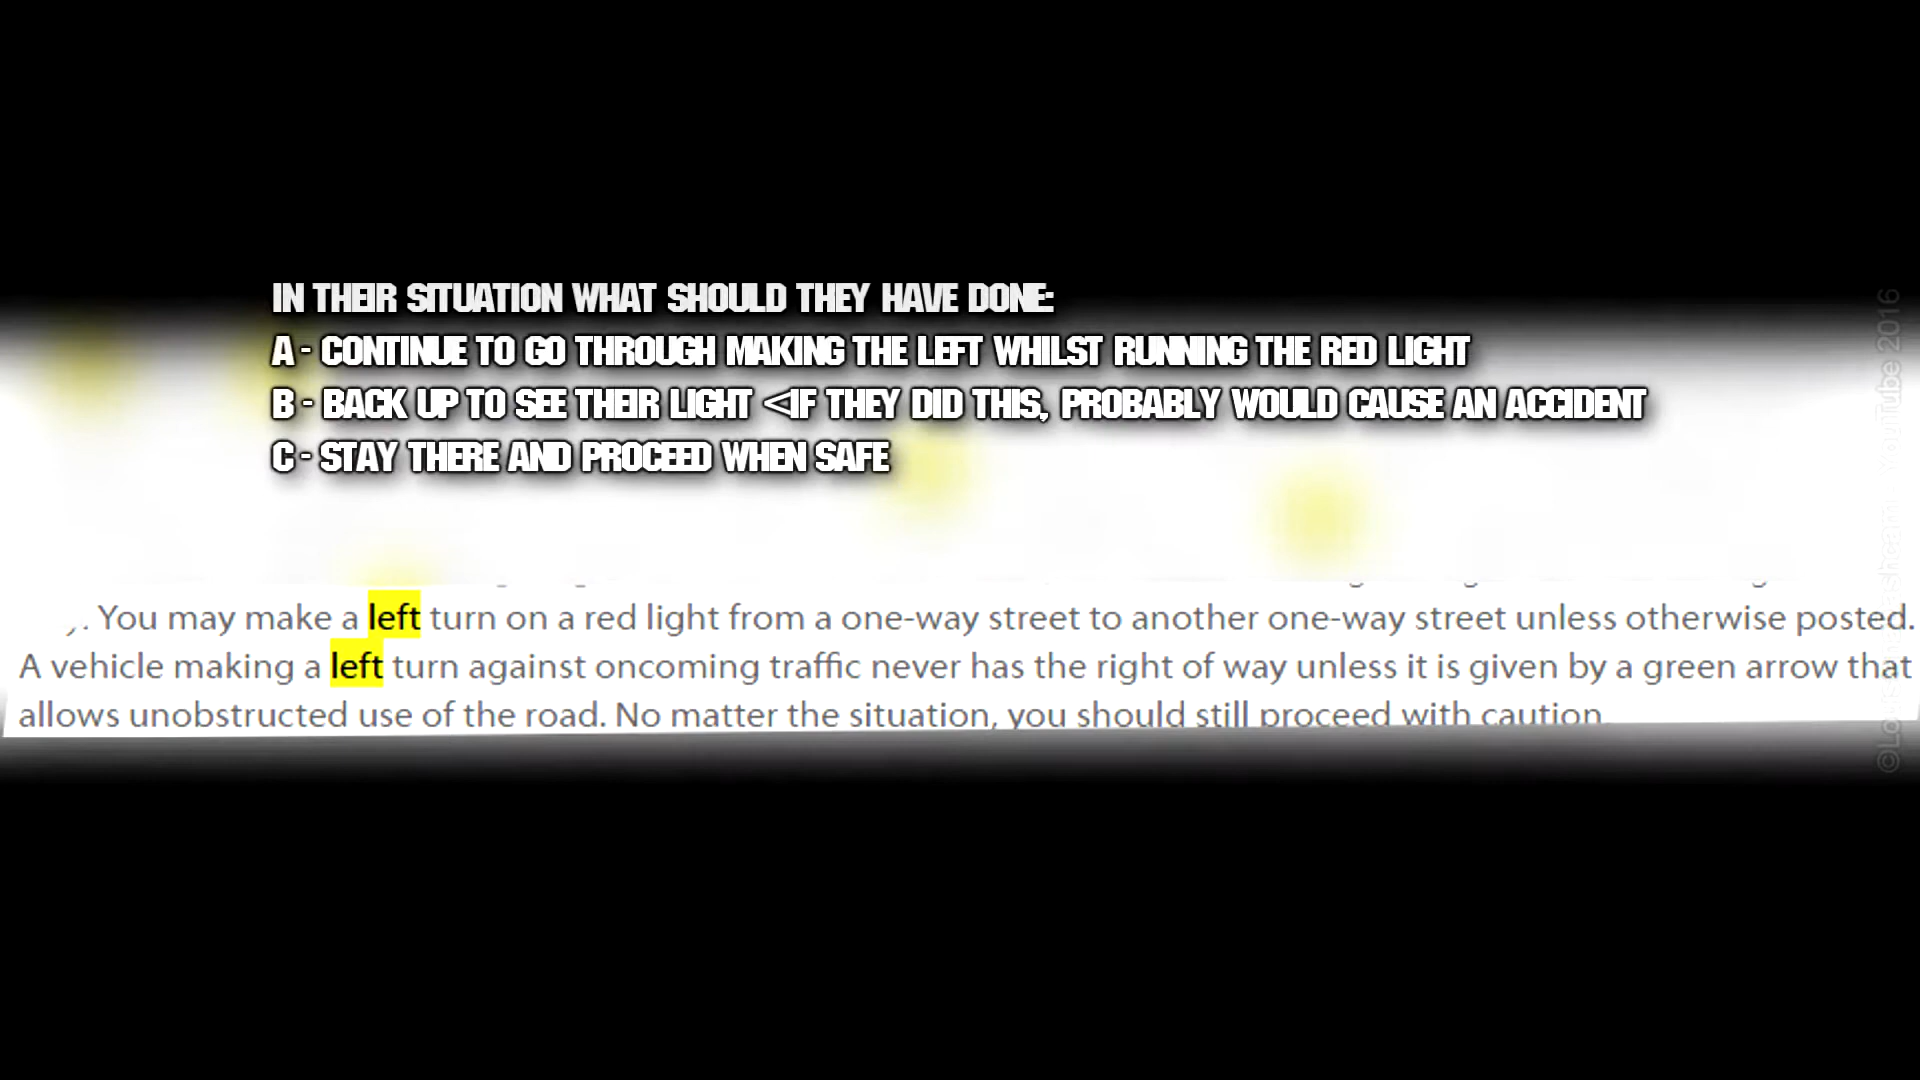 IN THEIR SITUATION WHAT SHOULD THEY HAVE DONE:
A - CONTINUE TO GO THROUGH MAKING THE LEFT WHILST RUNNING THE RED LIGHT
B - BACK UP TO SEE THEIR LIGHT <IF THEY DID THIS, PROBABLY WOULD CAUSE AN ACCIDENT
C - STAY THERE AND PROCEED WHEN SAFE
. You may make a left turn on a red light from a one-way street to another one-way street unless otherwise posted.
A vehicle making a left turn against oncoming traffic never has the right of way unless it is given by a green arrow that
allows unobstructed use of the road. No matter the situation, you should still proceed with caution
YouTube 2016